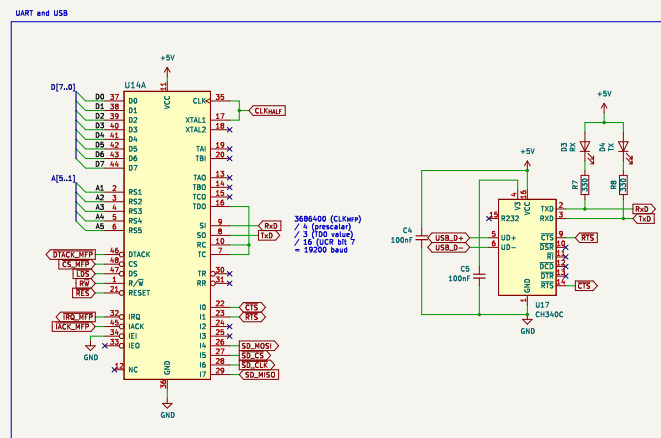 UART and USB
+5V
D[7..0]
U14A
D0 37 D0
D1 38 D1
D2 39 D2
D3 40 D3
D4 41 D4
D5 42 D5
D6 43 D6
D7 44 D7
A[5..1]
A1 2 RS1
A2 3 RS2
A3 4 RS3
A4 5 RS4
A5 6 RS5
DTACK_MFP 46 DTACK
CS_MFP 48 CS
LDS 47 DS
RW 1 R/W
RES 21 RESET
IRQ_MFP 32 IRQ
IACK_MFP 45 IACK
34 IEI
33 IEO
GND
12 NC
11
VCC
GND
36
GND
CLK 35
XTAL1 17
XTAL2 18
CLKHALF
TAI 19
TBI 20
TAO 13
TBO 14
TCO 15
TDO 16
SI 9 RxD
SO 8 TxD
RC 10
TC 7
TR 30
RR 31
I0 22 CTS
I1 23 RTS
I2 24
I3 25
I4 26 SD_MOSI
I5 27 SD_CS
I6 28 SD_CLK
I7 29 SD_MISO
3686400 (CLKMFP)
/ 4 (prescalar)
/ 3 (TDO value)
/ 16 (UCR bit 7
= 19200 baud
+5V
+5V
D3
RX
D4
TX
R7
330
R8
330
C4
100nF
C5
100nF
4
16
V3
VCC
15 R232
USB_D+ 5 UD+
USB_D- 6 UD-
TXD 2 RxD
RXD 3 TxD
CTS 9 RTS
DSR 10
RI 11
DCD 12
DTR 13
RTS 14 CTS
GND
1
U17
CH340C
GND